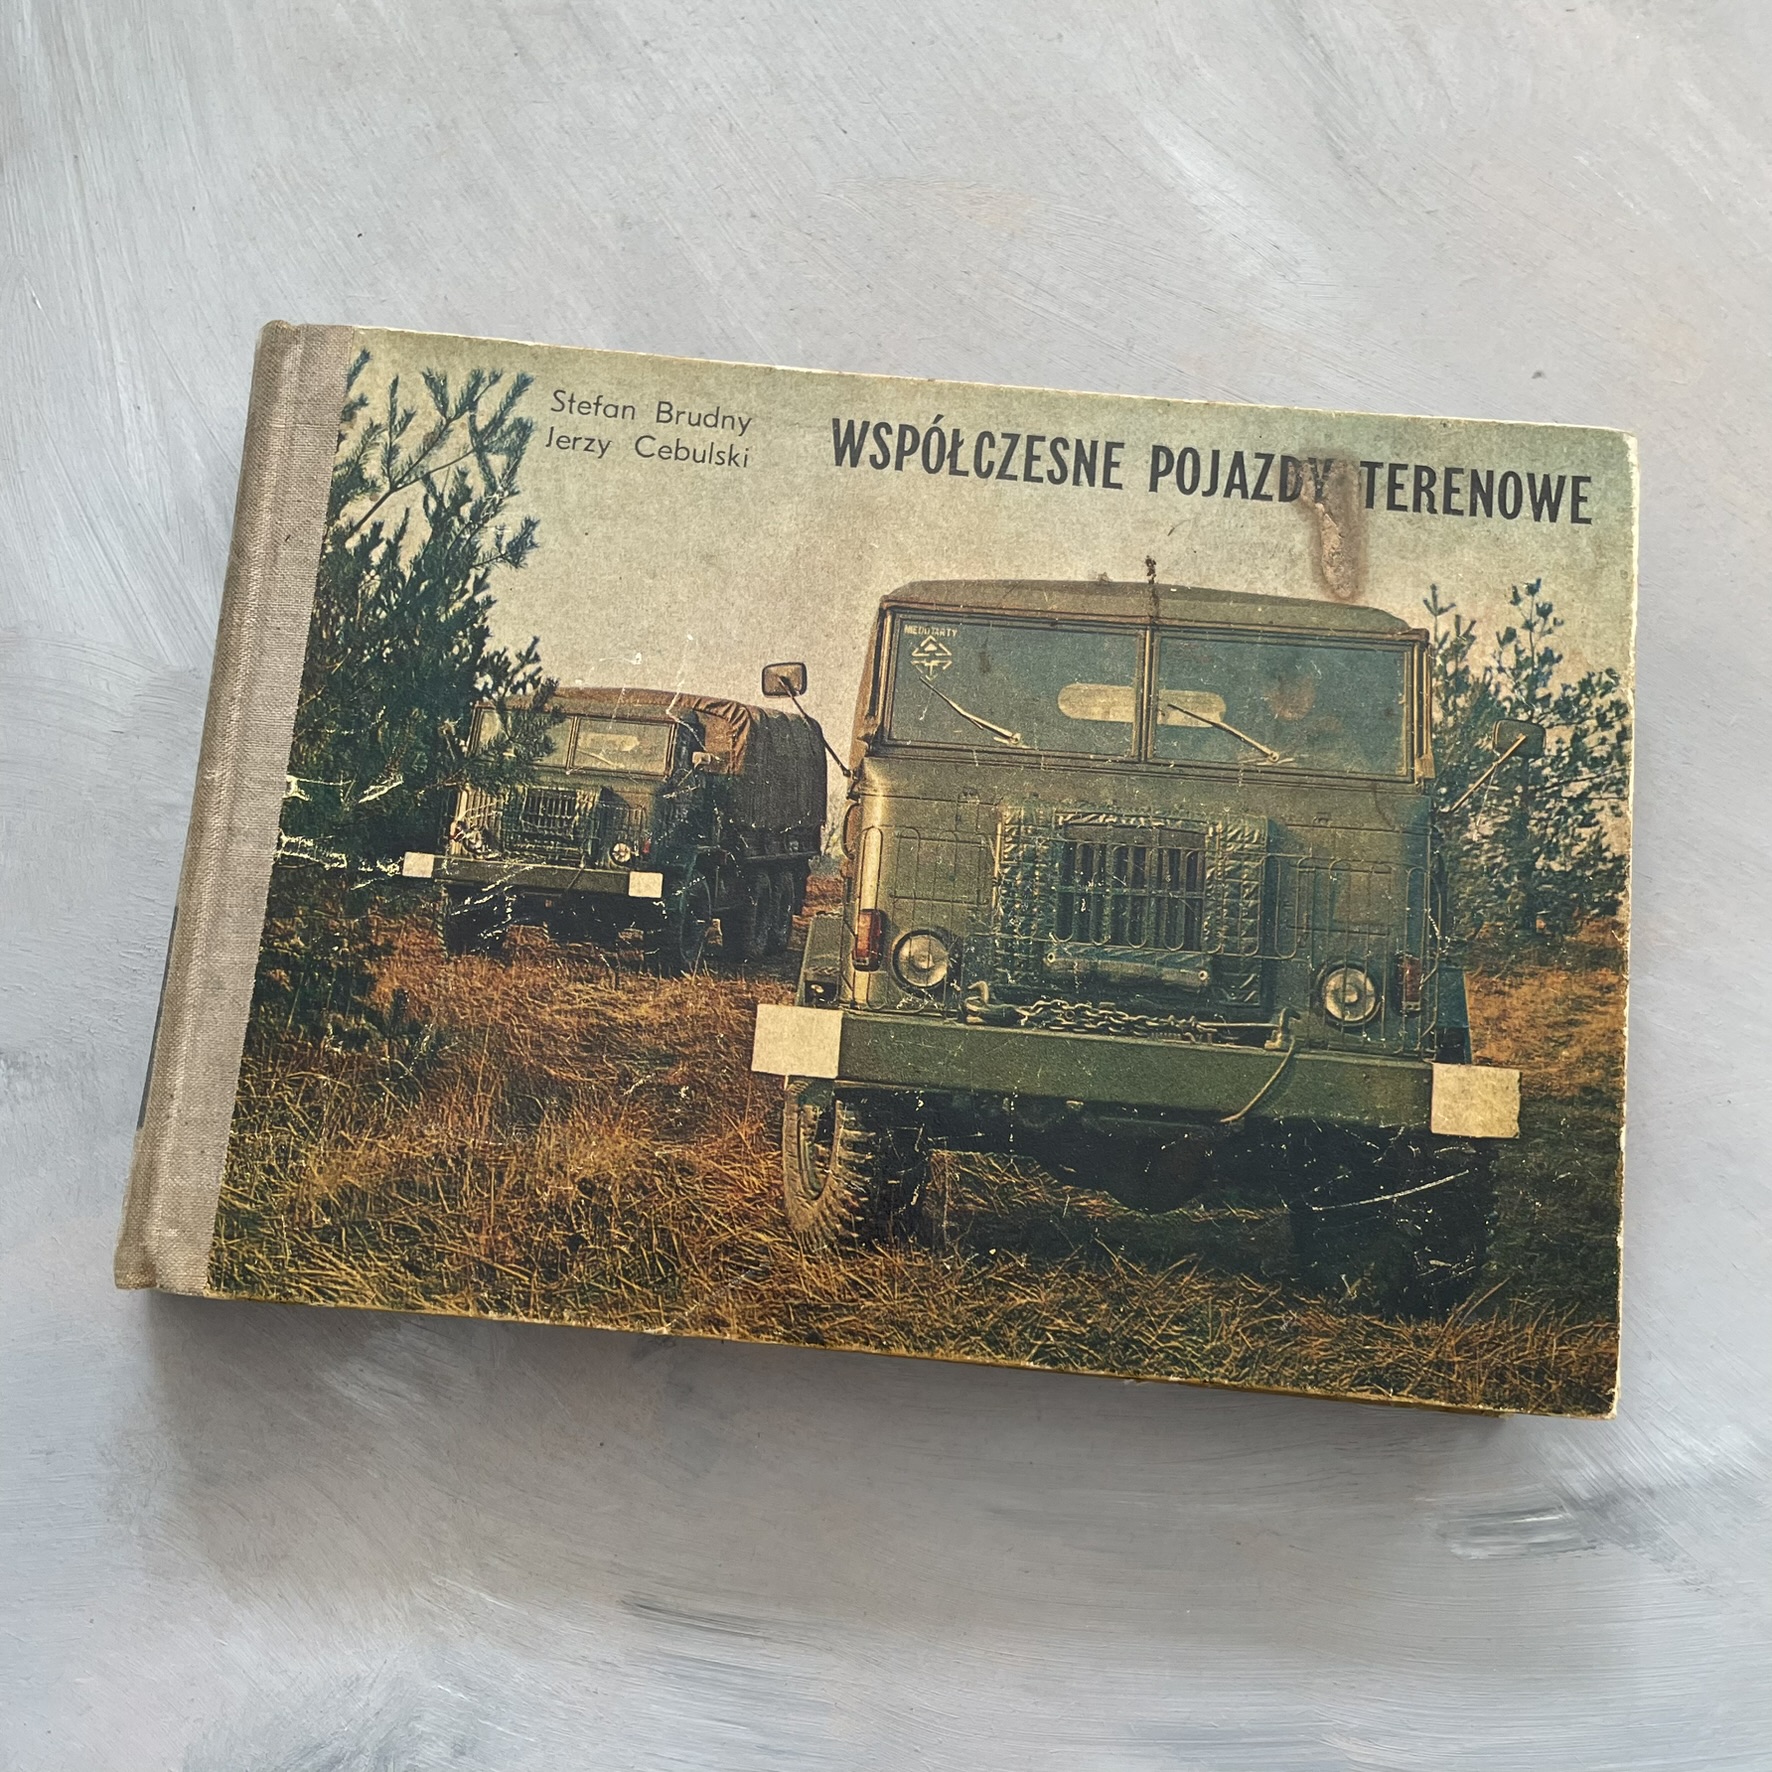 Stefan Brudny
Jerzy Cebulski
WSPÓŁCZESNE POJAZDY TERENOWE